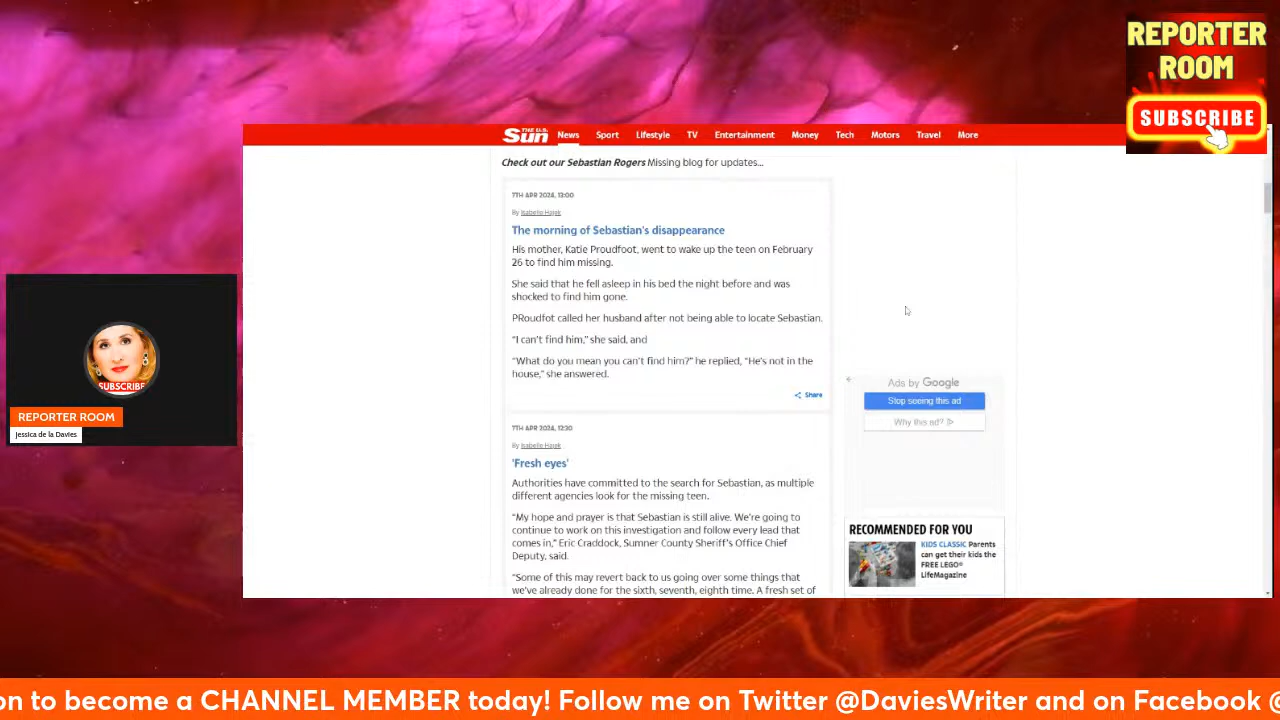 REPORTER
ROOM
SUBSCRIBE
THE U.S.
Sun
News Sport Lifestyle TV Entertainment Money Tech Motors Travel More
Check out our Sebastian Rogers Missing blog for updates...
7TH APR 2024, 13:00
By Isabelle Hajek
The morning of Sebastian's disappearance
His mother, Katie Proudfoot, went to wake up the teen on February
26 to find him missing.
She said that he fell asleep in his bed the night before and was
shocked to find him gone.
PRoudfot called her husband after not being able to locate Sebastian.
“I can't find him,” she said, and
“What do you mean you can't find him?” he replied, “He's not in the
house,” she answered.
Share
7TH APR 2024, 12:30
By Isabelle Hajek
'Fresh eyes'
Authorities have committed to the search for Sebastian, as multiple
different agencies look for the missing teen.
“My hope and prayer is that Sebastian is still alive. We're going to
continue to work on this investigation and follow every lead that
comes in,” Eric Craddock, Sumner County Sheriff's Office Chief
Deputy, said.
“Some of this may revert back to us going over some things that
we've already done for the sixth, seventh, eighth time. A fresh set of
Ads by Google
Stop seeing this ad
Why this ad?
RECOMMENDED FOR YOU
KIDS CLASSIC Parents
can get their kids the
FREE LEGO®
LifeMagazine
SUBSCRIBE
REPORTER ROOM
Jessica de la Davies
on to become a CHANNEL MEMBER today! Follow me on Twitter @DaviesWriter and on Facebook @